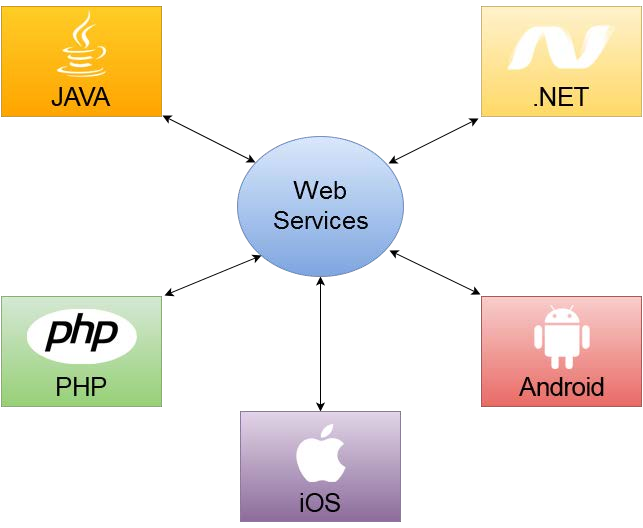 JAVA
.NET
Web
Services
php
PHP
Android
iOS